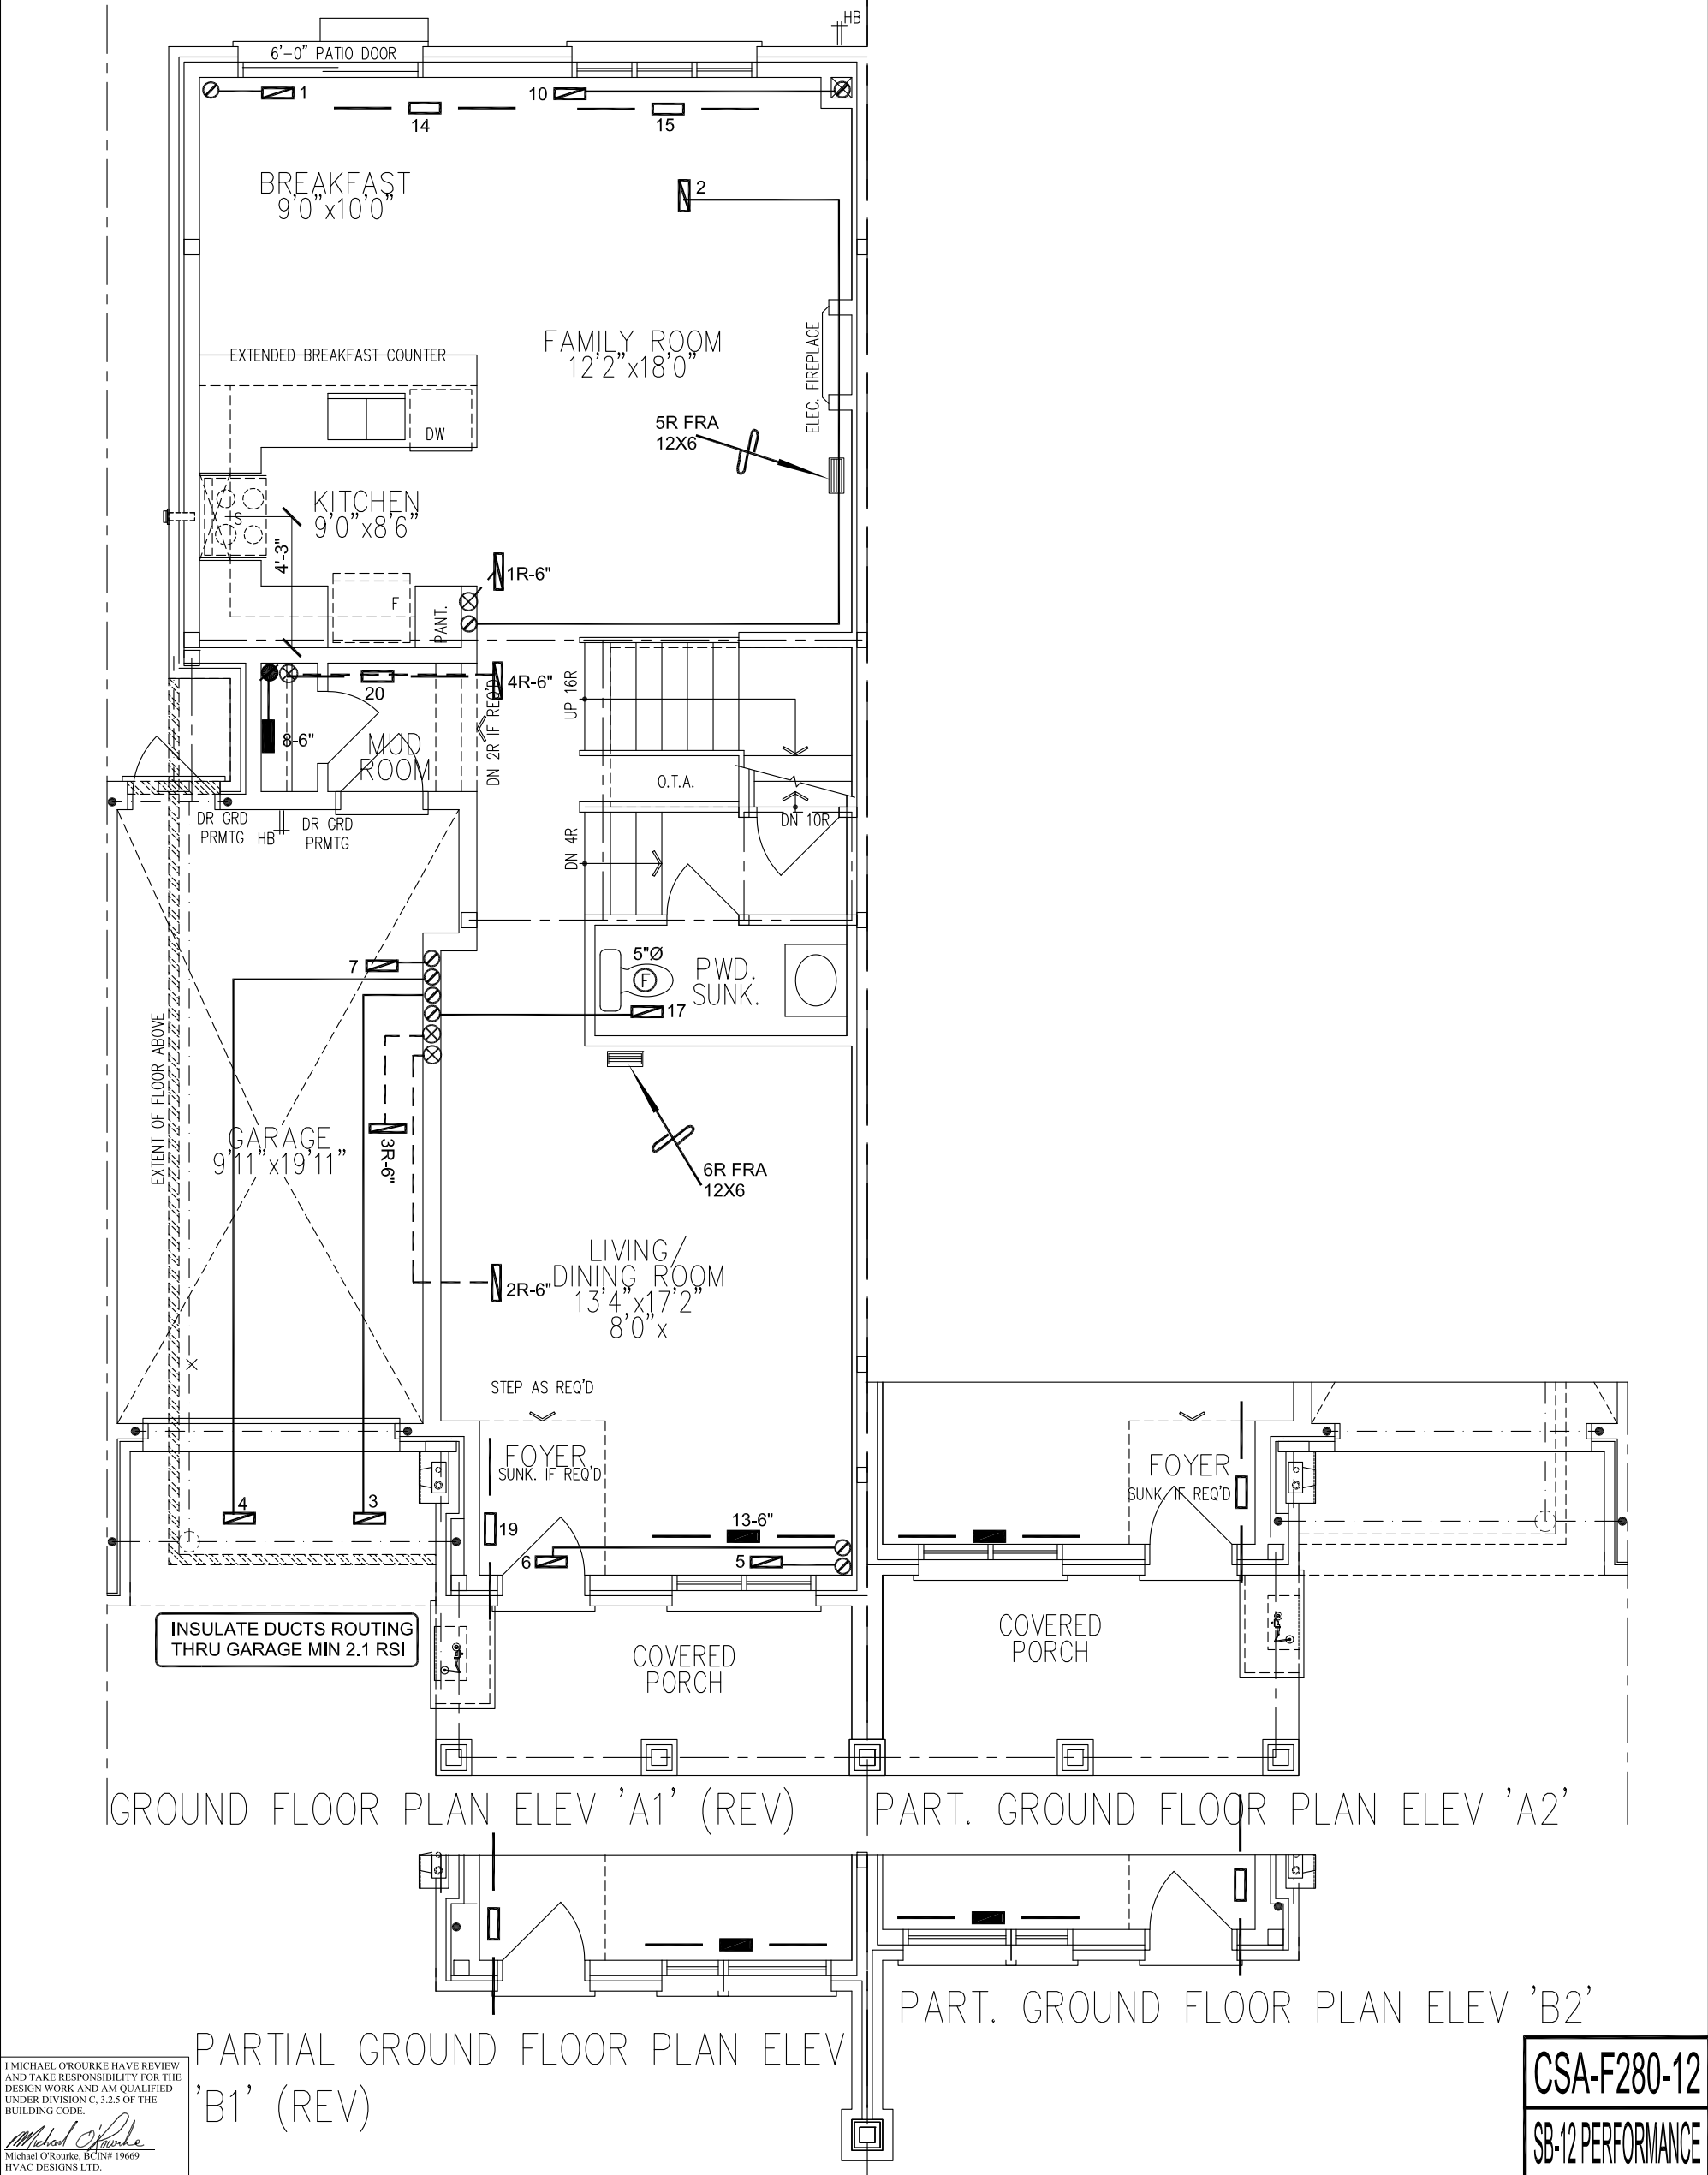 HB
6'-0" PATIO DOOR
1
10
14
15
BREAKFAST
9'0"x10'0"
2
FAMILY ROOM
12'2"x18'0"
ELEC. FIREPLACE
EXTENDED BREAKFAST COUNTER
DW
5R FRA
12X6
KITCHEN
9'0"x8'6"
S
4'-3"
1R-6"
F
PANT.
20
4R-6"
8-6"
MUD
ROOM
DN 2R IF REQ'D
UP 16R
O.T.A.
DN 10R
DN 4R
DR GRD
PRMTG
HB
DR GRD
PRMTG
7
5"Ø
F
PWD.
SUNK.
17
EXTENT OF FLOOR ABOVE
GARAGE
9'11"x19'11"
3R-6"
6R FRA
12X6
2R-6"
LIVING/
DINING ROOM
13'4"x17'2"
8'0"x
STEP AS REQ'D
FOYER
SUNK. IF REQ'D
FOYER
SUNK. IF REQ'D
4
3
19
13-6"
6
5
INSULATE DUCTS ROUTING
THRU GARAGE MIN 2.1 RSI
COVERED
PORCH
COVERED
PORCH
GROUND FLOOR PLAN ELEV 'A1' (REV)
PART. GROUND FLOOR PLAN ELEV 'A2'
PART. GROUND FLOOR PLAN ELEV 'B2'
PARTIAL GROUND FLOOR PLAN ELEV
'B1' (REV)
I MICHAEL O'ROURKE HAVE REVIEW
AND TAKE RESPONSIBILITY FOR THE
DESIGN WORK AND AM QUALIFIED
UNDER DIVISION C, 3.2.5 OF THE
BUILDING CODE.
Michael O'Rourke
Michael O'Rourke, BCIN# 19669
HVAC DESIGNS LTD.
CSA-F280-12
SB-12 PERFORMANCE